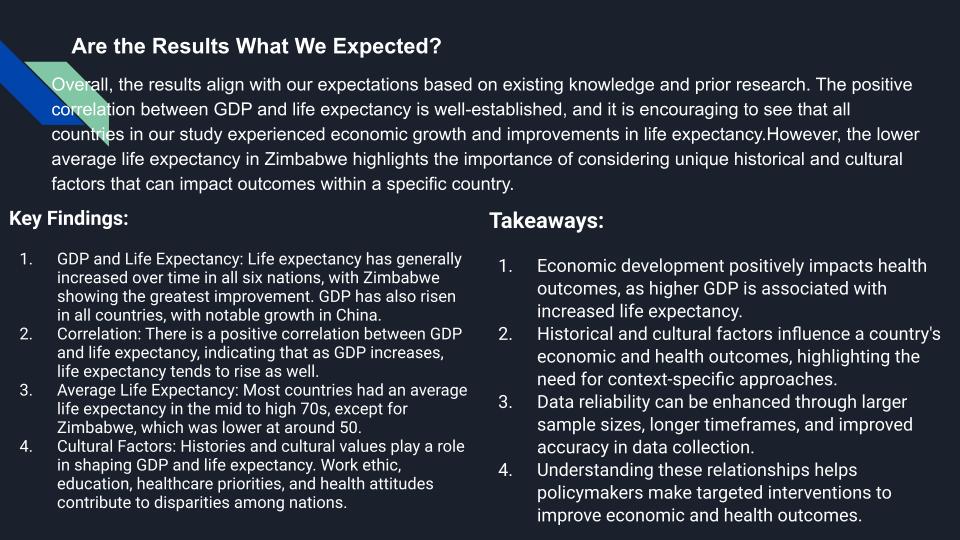 Are the Results What We Expected?
Overall, the results align with our expectations based on existing knowledge and prior research. The positive
correlation between GDP and life expectancy is well-established, and it is encouraging to see that all
countries in our study experienced economic growth and improvements in life expectancy.However, the lower
average life expectancy in Zimbabwe highlights the importance of considering unique historical and cultural
factors that can impact outcomes within a specific country.
Key Findings:
1. GDP and Life Expectancy: Life expectancy has generally
increased over time in all six nations, with Zimbabwe
showing the greatest improvement. GDP has also risen
in all countries, with notable growth in China.
2. Correlation: There is a positive correlation between GDP
and life expectancy, indicating that as GDP increases,
life expectancy tends to rise as well.
3. Average Life Expectancy: Most countries had an average
life expectancy in the mid to high 70s, except for
Zimbabwe, which was lower at around 50.
4. Cultural Factors: Histories and cultural values play a role
in shaping GDP and life expectancy. Work ethic,
education, healthcare priorities, and health attitudes
contribute to disparities among nations.
Takeaways:
1. Economic development positively impacts health
outcomes, as higher GDP is associated with
increased life expectancy.
2. Historical and cultural factors influence a country's
economic and health outcomes, highlighting the
need for context-specific approaches.
3. Data reliability can be enhanced through larger
sample sizes, longer timeframes, and improved
accuracy in data collection.
4. Understanding these relationships helps
policymakers make targeted interventions to
improve economic and health outcomes.